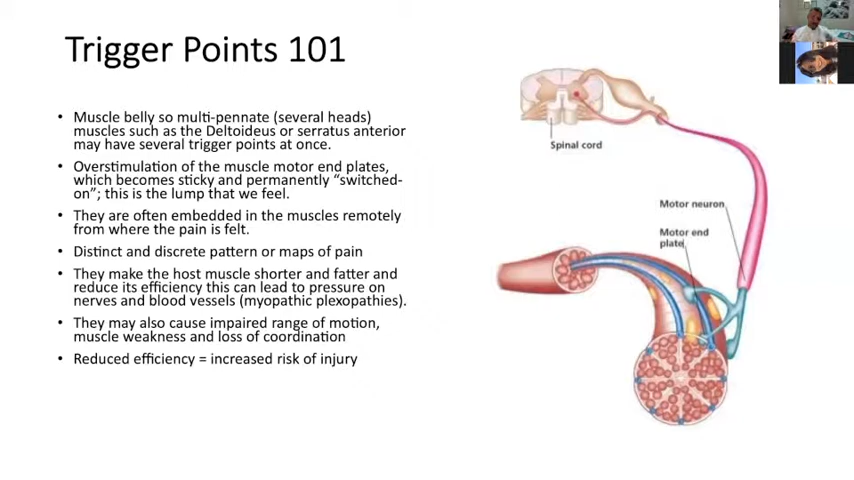 Trigger Points 101
• Muscle belly so multi-pennate (several heads)
muscles such as the Deltoideus or serratus anterior
may have several trigger points at once.
• Overstimulation of the muscle motor end plates,
which becomes sticky and permanently “switched-
on”; this is the lump that we feel.
• They are often embedded in the muscles remotely
from where the pain is felt.
• Distinct and discrete pattern or maps of pain
• They make the host muscle shorter and fatter and
reduce its efficiency this can lead to pressure on
nerves and blood vessels (myopathic plexopathies).
• They may also cause impaired range of motion,
muscle weakness and loss of coordination
• Reduced efficiency = increased risk of injury
Spinal cord
Motor neuron
Motor end
plate